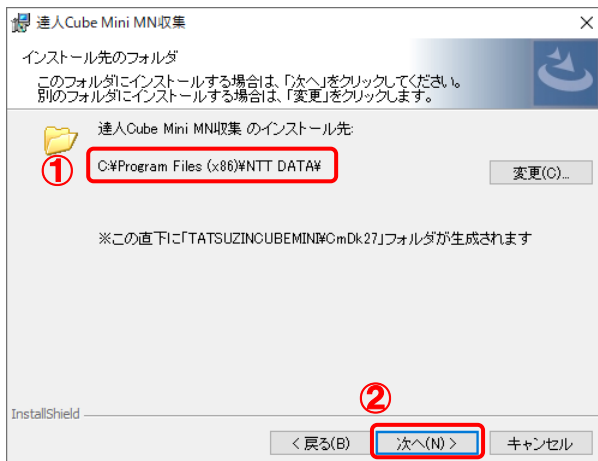 達人Cube Mini MN収集
インストール先のフォルダ
このフォルダにインストールする場合は、「次へ」をクリックしてください。
別のフォルダにインストールする場合は、「変更」をクリックします。
達人Cube Mini MN収集 のインストール先:
①
C:¥Program Files (x86)¥NTT DATA¥
変更(C)...
※この直下に「TATSUZINCUBEMINI¥CmDk27」フォルダが生成されます
②
InstallShield
< 戻る(B)
次へ(N) >
キャンセル